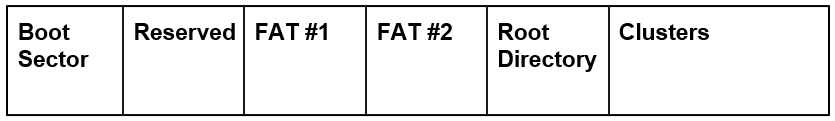 Boot Sector
Reserved
FAT #1
FAT #2
Root Directory
Clusters